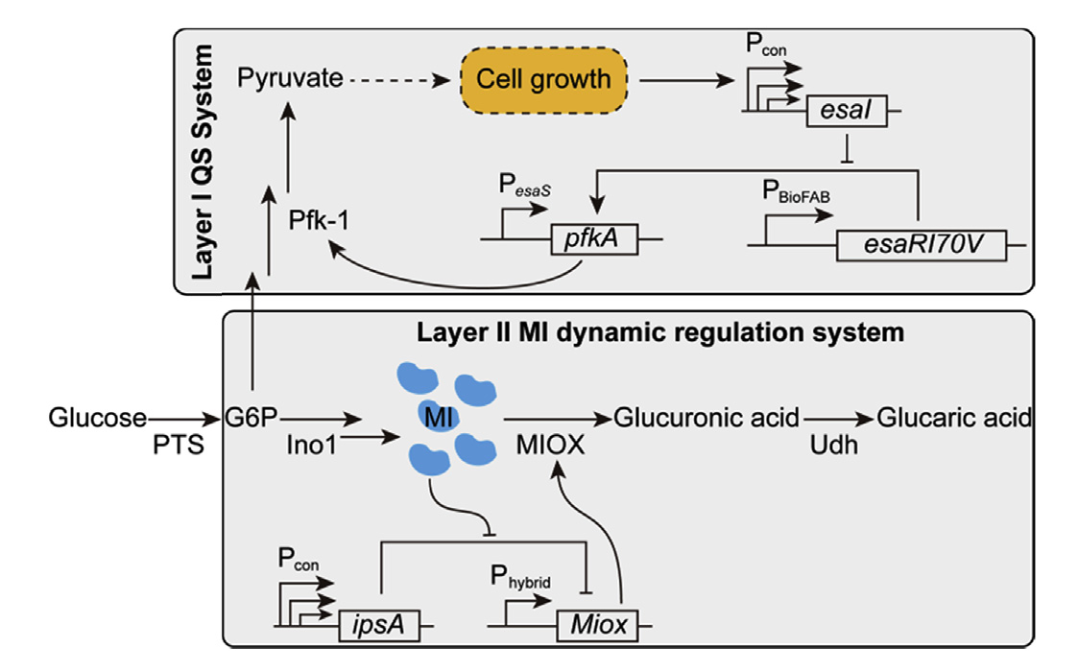 Layer I QS System
Pyruvate
Cell growth
Pcon
esaI
PesaS
PBioFAB
Pfk-1
pfkA
esaRI70V
Layer II MI dynamic regulation system
Glucose
G6P
MI
Glucuronic acid
Glucaric acid
PTS
Ino1
MIOX
Udh
Pcon
Phybrid
ipsA
Miox